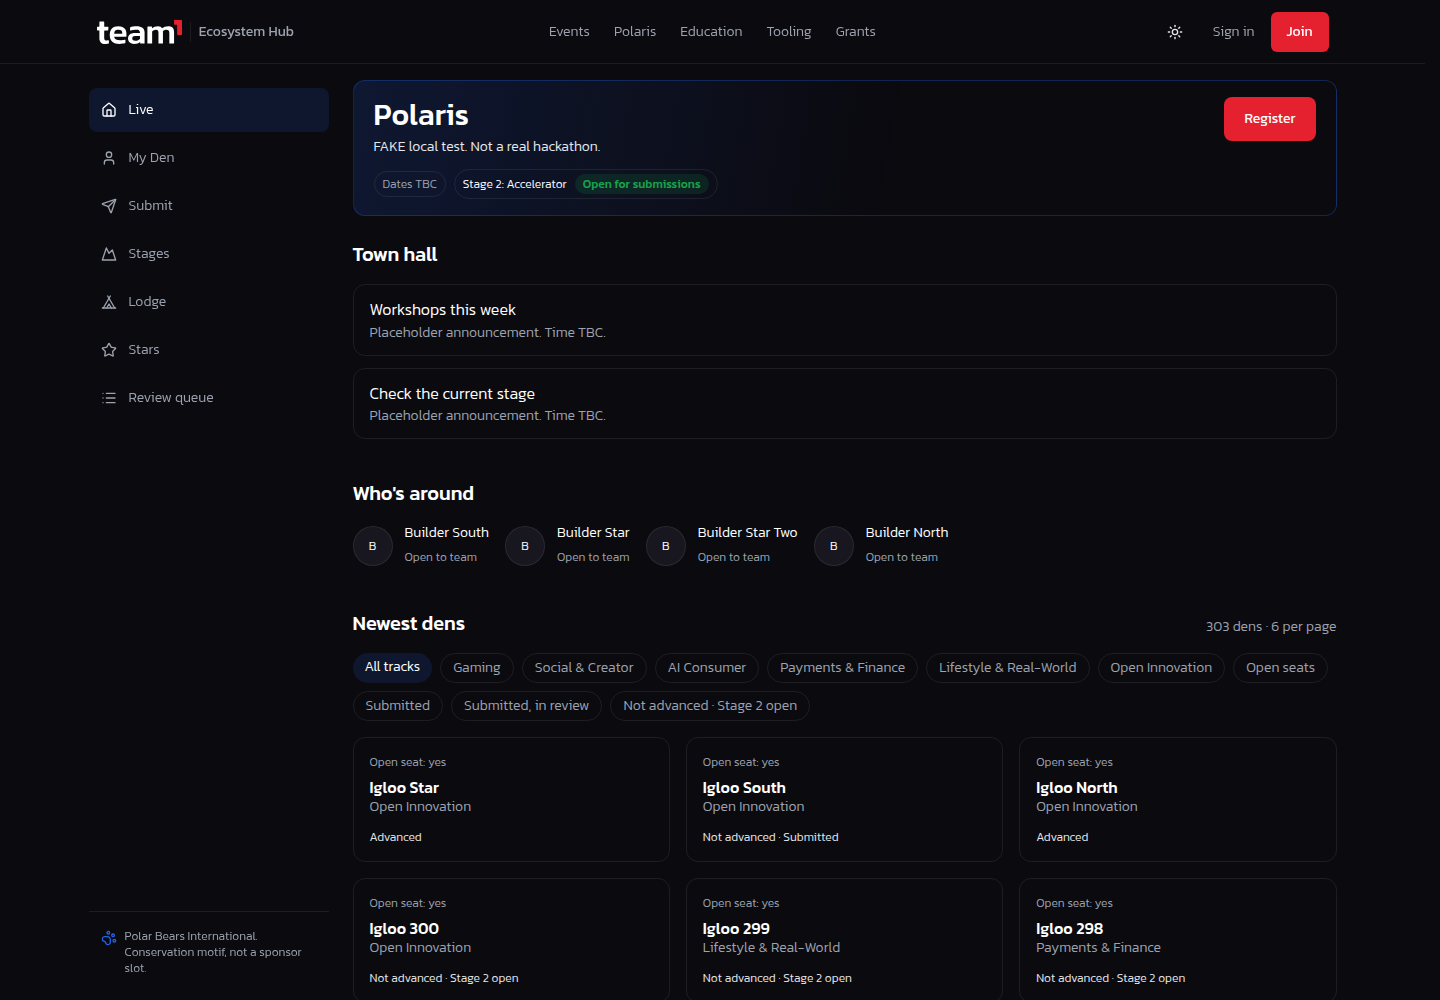 team1 Ecosystem Hub
Events Polaris Education Tooling Grants
Sign in Join
Live
My Den
Submit
Stages
Lodge
Stars
Review queue
Polar Bears International.
Conservation motif, not a sponsor
slot.
Polaris
Register
FAKE local test. Not a real hackathon.
Dates TBC Stage 2: Accelerator Open for submissions
Town hall
Workshops this week
Placeholder announcement. Time TBC.
Check the current stage
Placeholder announcement. Time TBC.
Who's around
B Builder South Open to team
B Builder Star Open to team
B Builder Star Two Open to team
B Builder North Open to team
Newest dens
303 dens · 6 per page
All tracks Gaming Social & Creator AI Consumer Payments & Finance Lifestyle & Real-World Open Innovation Open seats
Submitted Submitted, in review Not advanced · Stage 2 open
Open seat: yes
Igloo Star
Open Innovation
Advanced
Open seat: yes
Igloo South
Open Innovation
Not advanced · Submitted
Open seat: yes
Igloo North
Open Innovation
Advanced
Open seat: yes
Igloo 300
Open Innovation
Not advanced · Stage 2 open
Open seat: yes
Igloo 299
Lifestyle & Real-World
Not advanced · Stage 2 open
Open seat: yes
Igloo 298
Payments & Finance
Not advanced · Stage 2 open